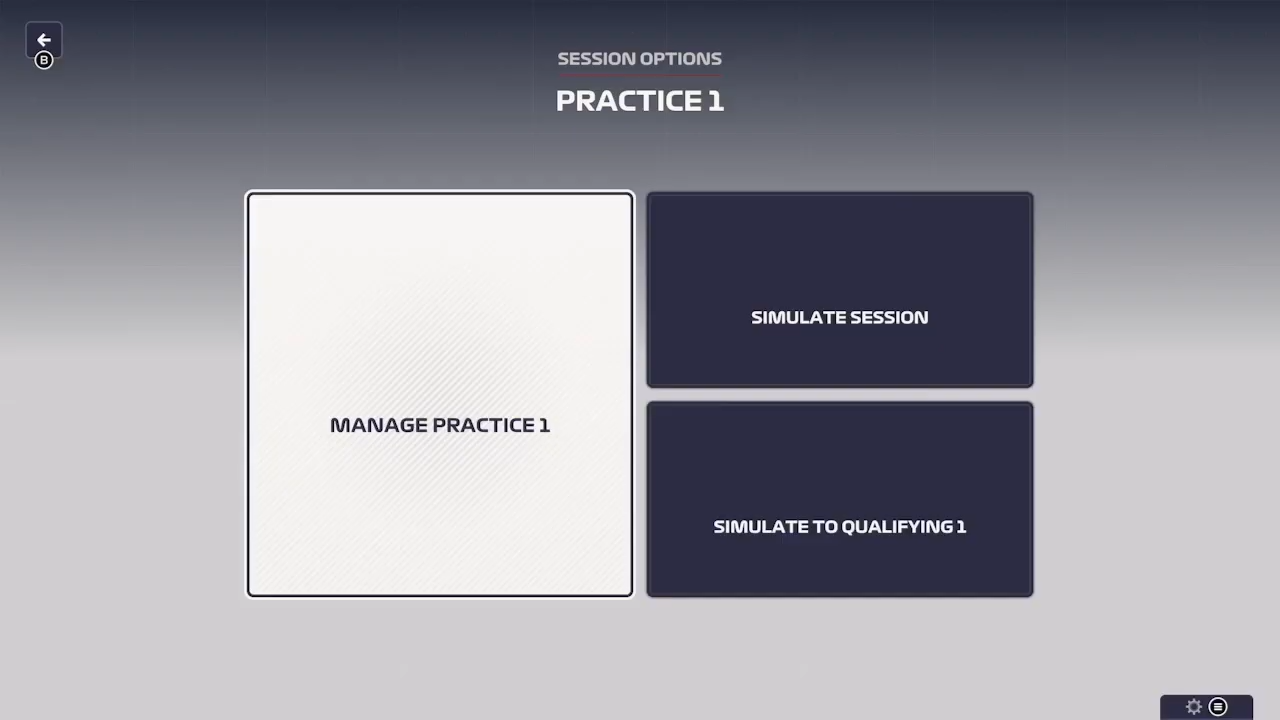 B
SESSION OPTIONS
PRACTICE 1
MANAGE PRACTICE 1
SIMULATE SESSION
SIMULATE TO QUALIFYING 1